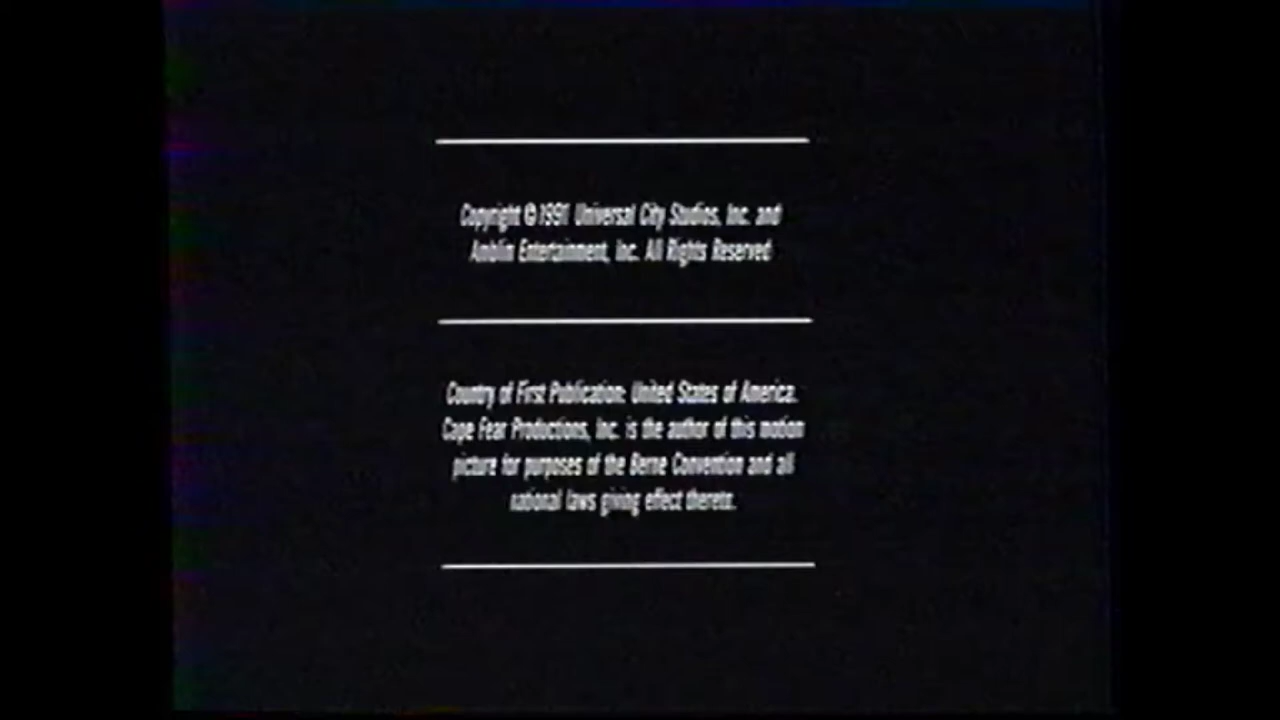 Copyright © 1991 Universal City Studios, Inc. and
Amblin Entertainment, Inc. All Rights Reserved
Country of First Publication: United States of America.
Cape Fear Productions, Inc. is the author of this motion
picture for purposes of the Berne Convention and all
national laws giving effect thereto.